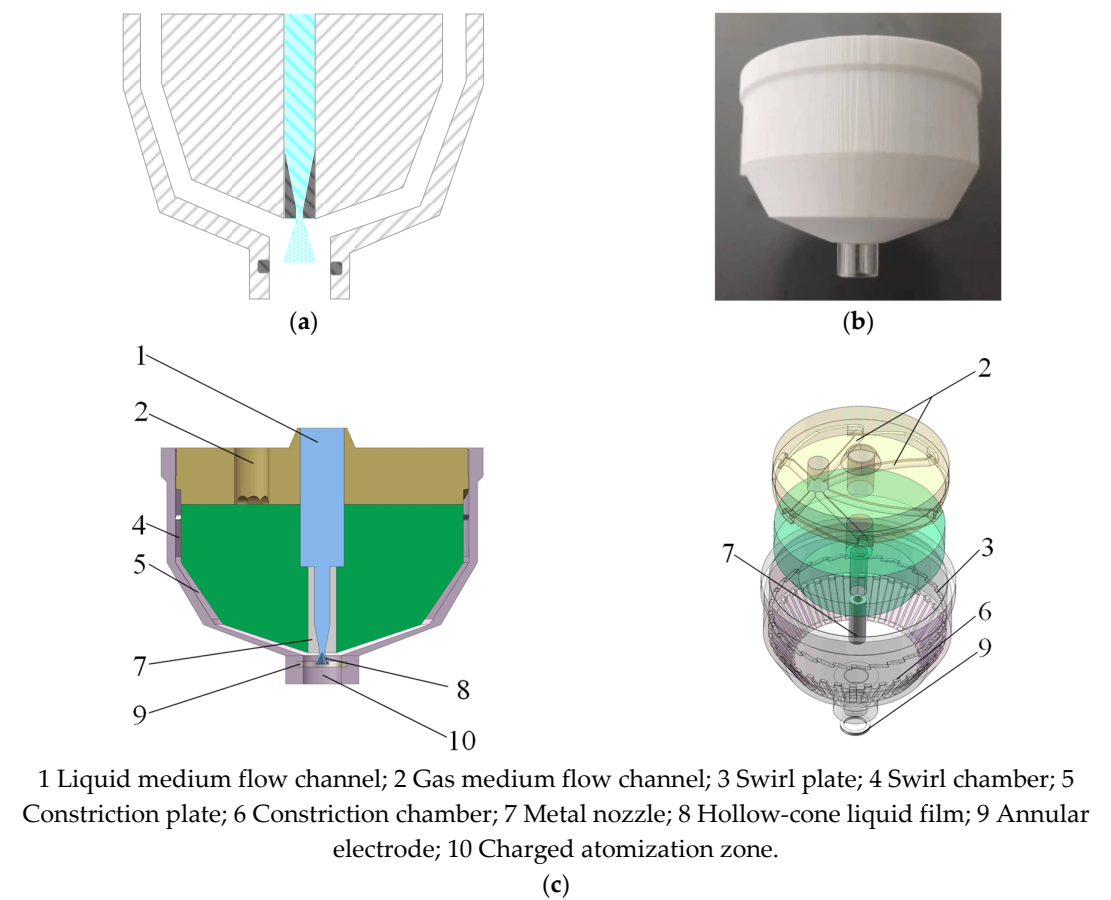 (a)
(b)
1
2
4
5
7
9
8
10
2
3
7
6
9
1 Liquid medium flow channel; 2 Gas medium flow channel; 3 Swirl plate; 4 Swirl chamber; 5
Constriction plate; 6 Constriction chamber; 7 Metal nozzle; 8 Hollow-cone liquid film; 9 Annular
electrode; 10 Charged atomization zone.
(c)